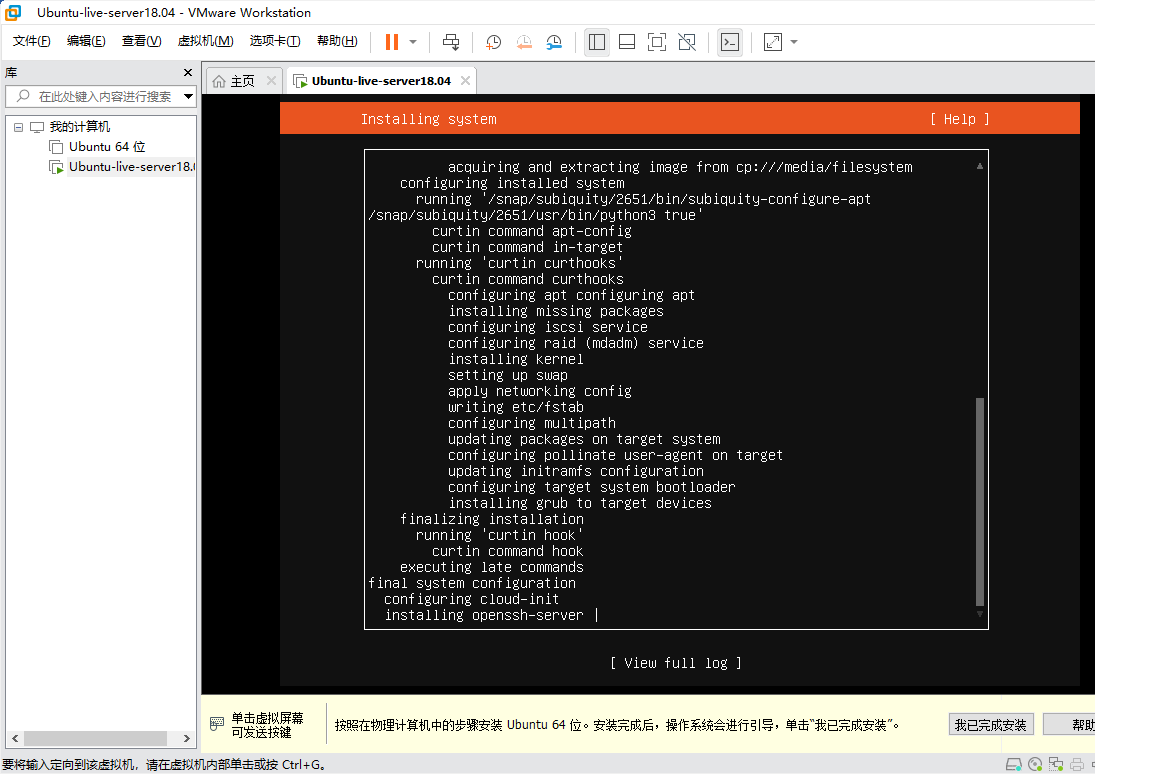 Ubuntu-live-server18.04 - VMware Workstation
文件(F) 编辑(E) 查看(V) 虚拟机(M) 选项卡(T) 帮助(H)
库
在此处键入内容进行搜索
我的计算机
Ubuntu 64 位
Ubuntu-live-server18.0
主页
Ubuntu-live-server18.04
Installing system [ Help ]
acquiring and extracting image from cp:///media/filesystem
configuring installed system
running '/snap/subiquity/2651/bin/subiquity-configure-apt
/snap/subiquity/2651/usr/bin/python3 true'
curtin command apt-config
curtin command in-target
running 'curtin curthooks'
curtin command curthooks
configuring apt configuring apt
installing missing packages
configuring iscsi service
configuring raid (mdadm) service
installing kernel
setting up swap
apply networking config
writing etc/fstab
configuring multipath
updating packages on target system
configuring pollinate user-agent on target
updating initramfs configuration
configuring target system bootloader
installing grub to target devices
finalizing installation
running 'curtin hook'
curtin command hook
executing late commands
final system configuration
configuring cloud-init
installing openssh-server |
[ View full log ]
单击虚拟屏幕
可发送按键
按照在物理计算机中的步骤安装 Ubuntu 64 位。安装完成后，操作系统会进行引导，单击“我已完成安装”。
我已完成安装
帮助
要将输入定向到该虚拟机，请在虚拟机内部单击或按 Ctrl+G。